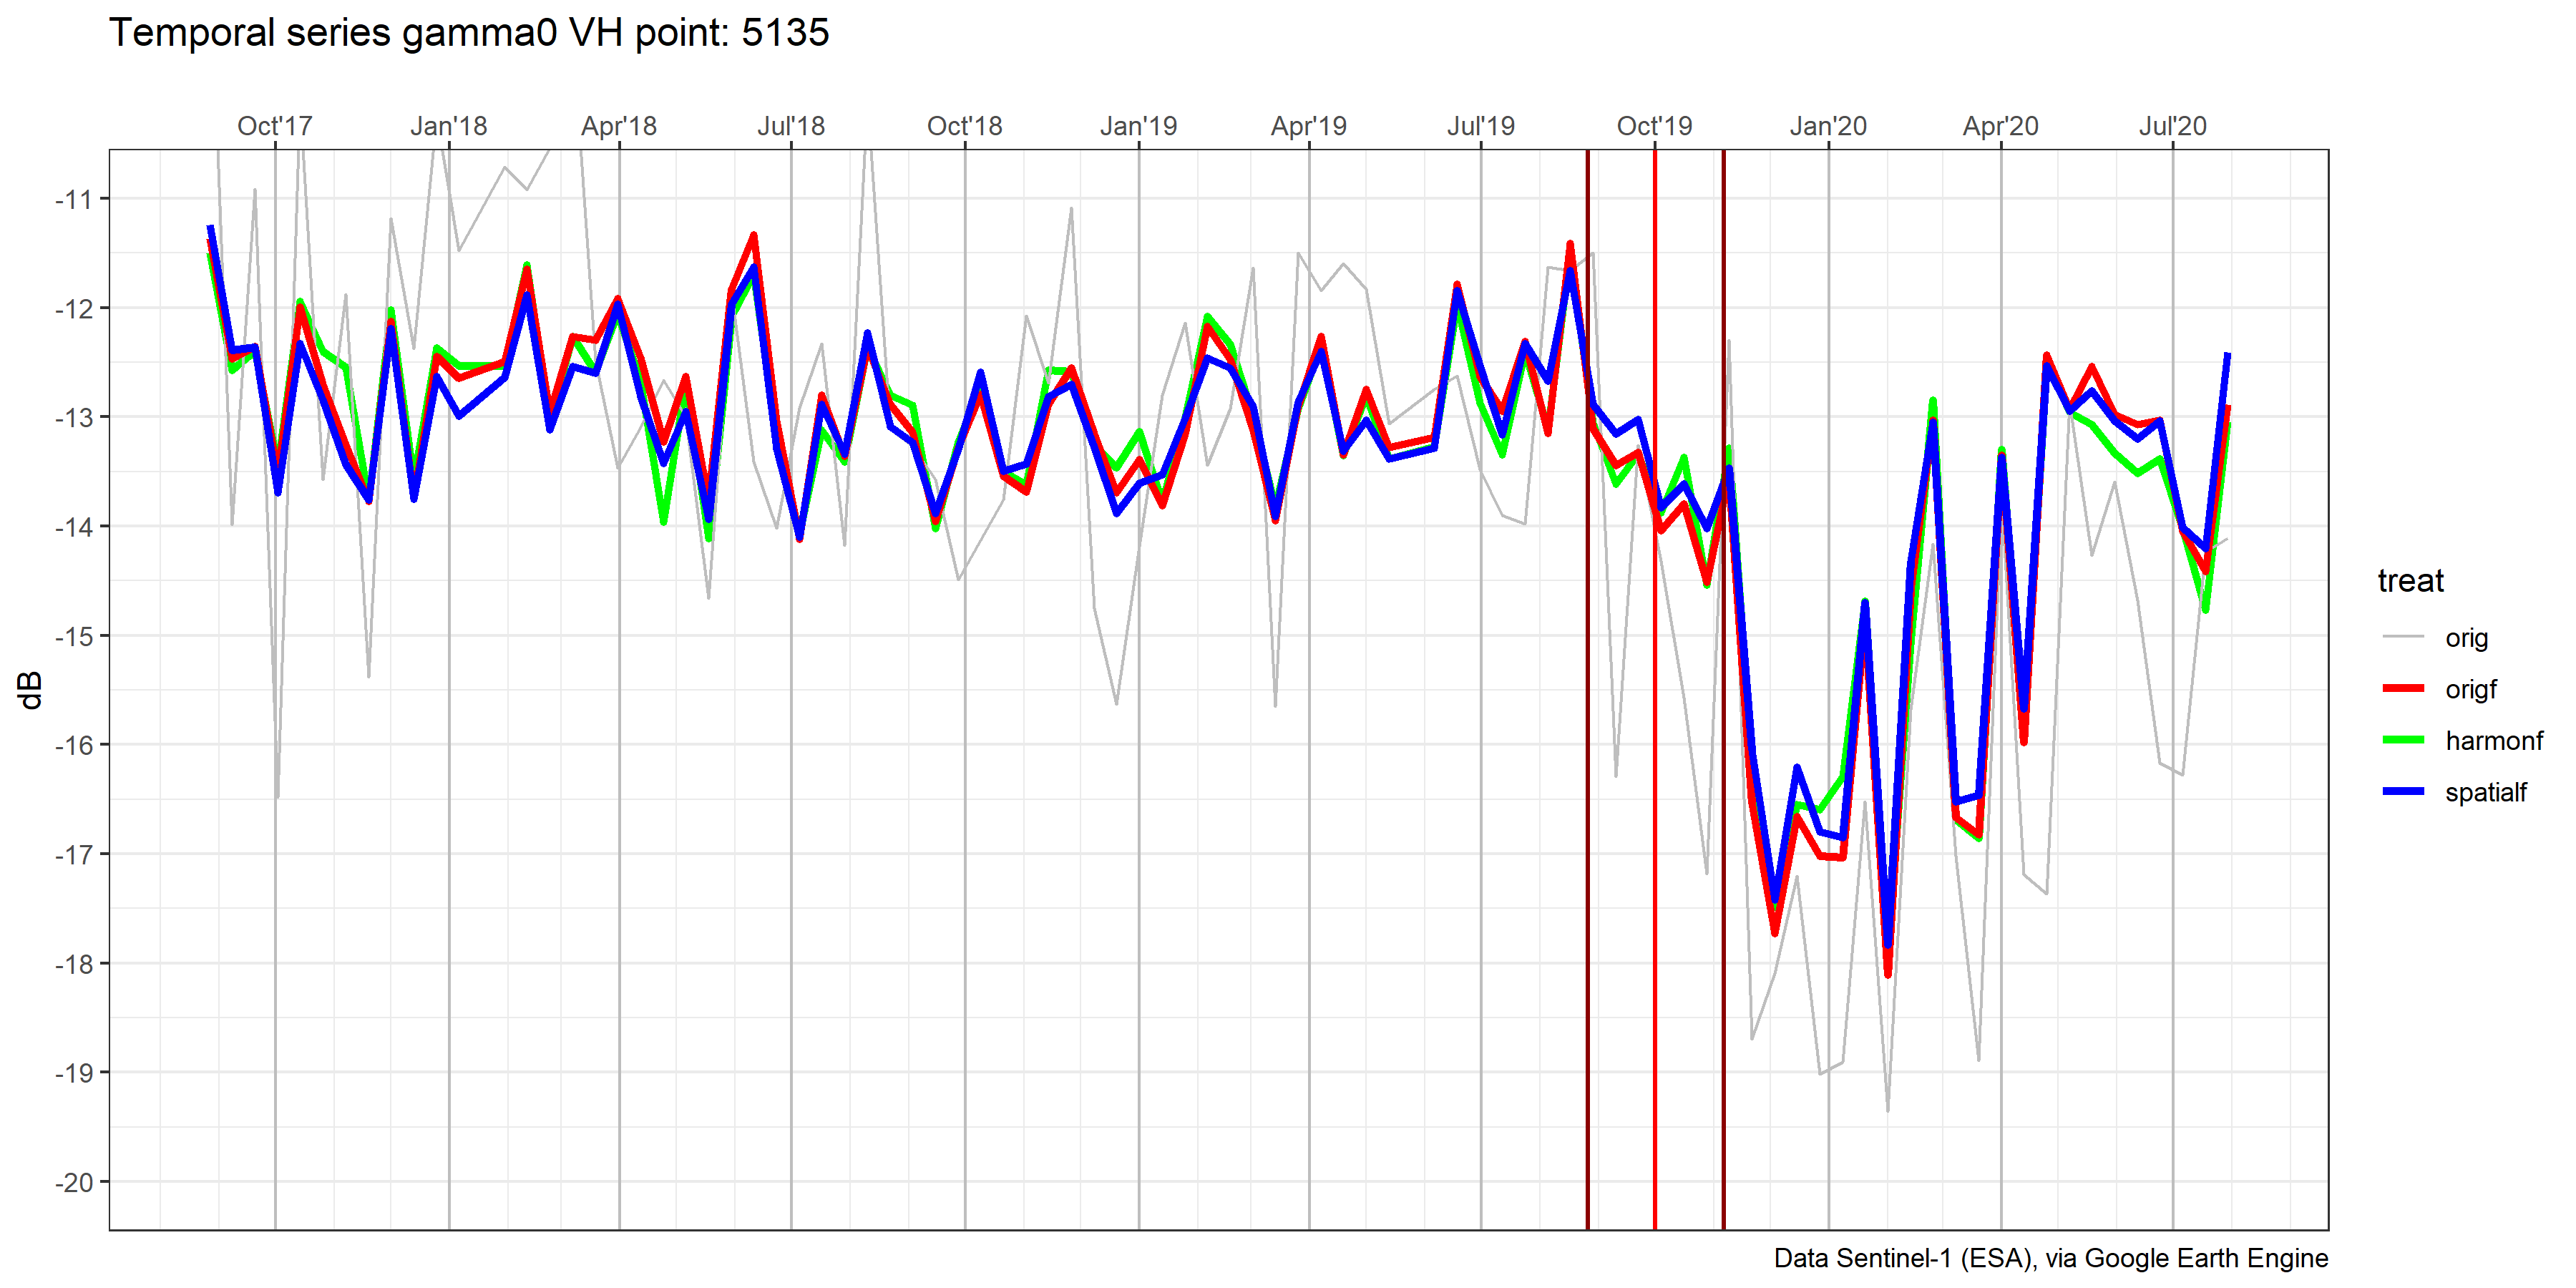 Temporal series gamma0 VH point: 5135
Oct'17 Jan'18 Apr'18 Jul'18 Oct'18 Jan'19 Apr'19 Jul'19 Oct'19 Jan'20 Apr'20 Jul'20
-11
-12
-13
-14
-15
-16
-17
-18
-19
-20
dB
treat
orig
origf
harmonf
spatialf
Data Sentinel-1 (ESA), via Google Earth Engine